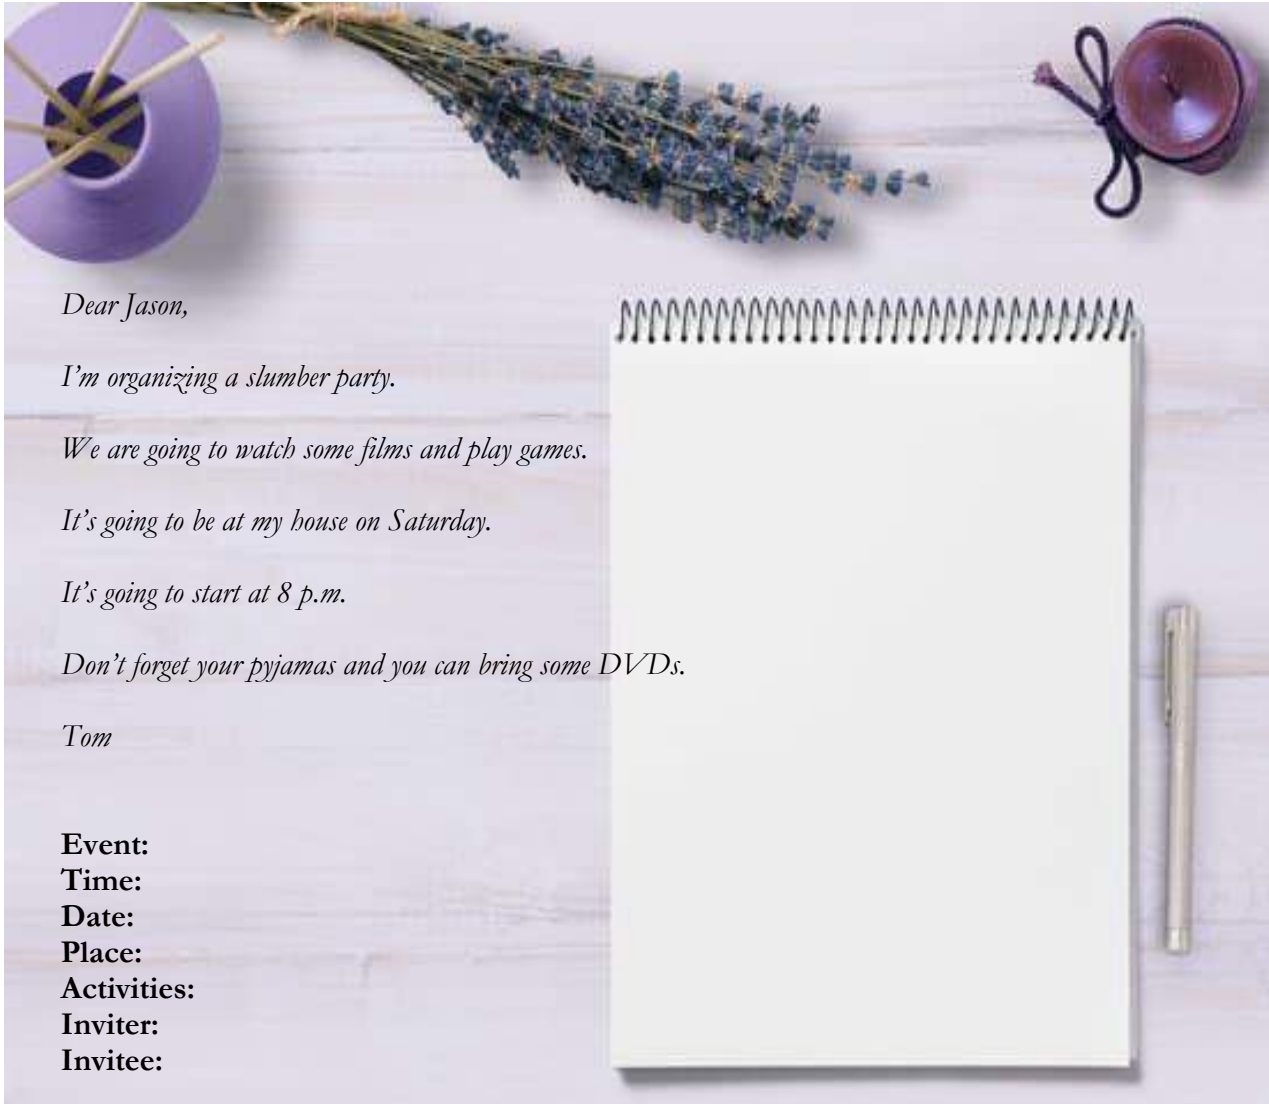 Dear Jason,
I'm organizing a slumber party.
We are going to watch some films and play games.
It's going to be at my house on Saturday.
It's going to start at 8 p.m.
Don't forget your pyjamas and you can bring some DVDs.
Tom
Event:
Time:
Date:
Place:
Activities:
Inviter:
Invitee: